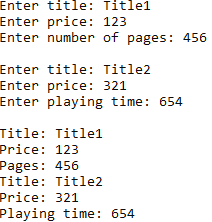 Enter title: Title1
Enter price: 123
Enter number of pages: 456

Enter title: Title2
Enter price: 321
Enter playing time: 654

Title: Title1
Price: 123
Pages: 456
Title: Title2
Price: 321
Playing time: 654